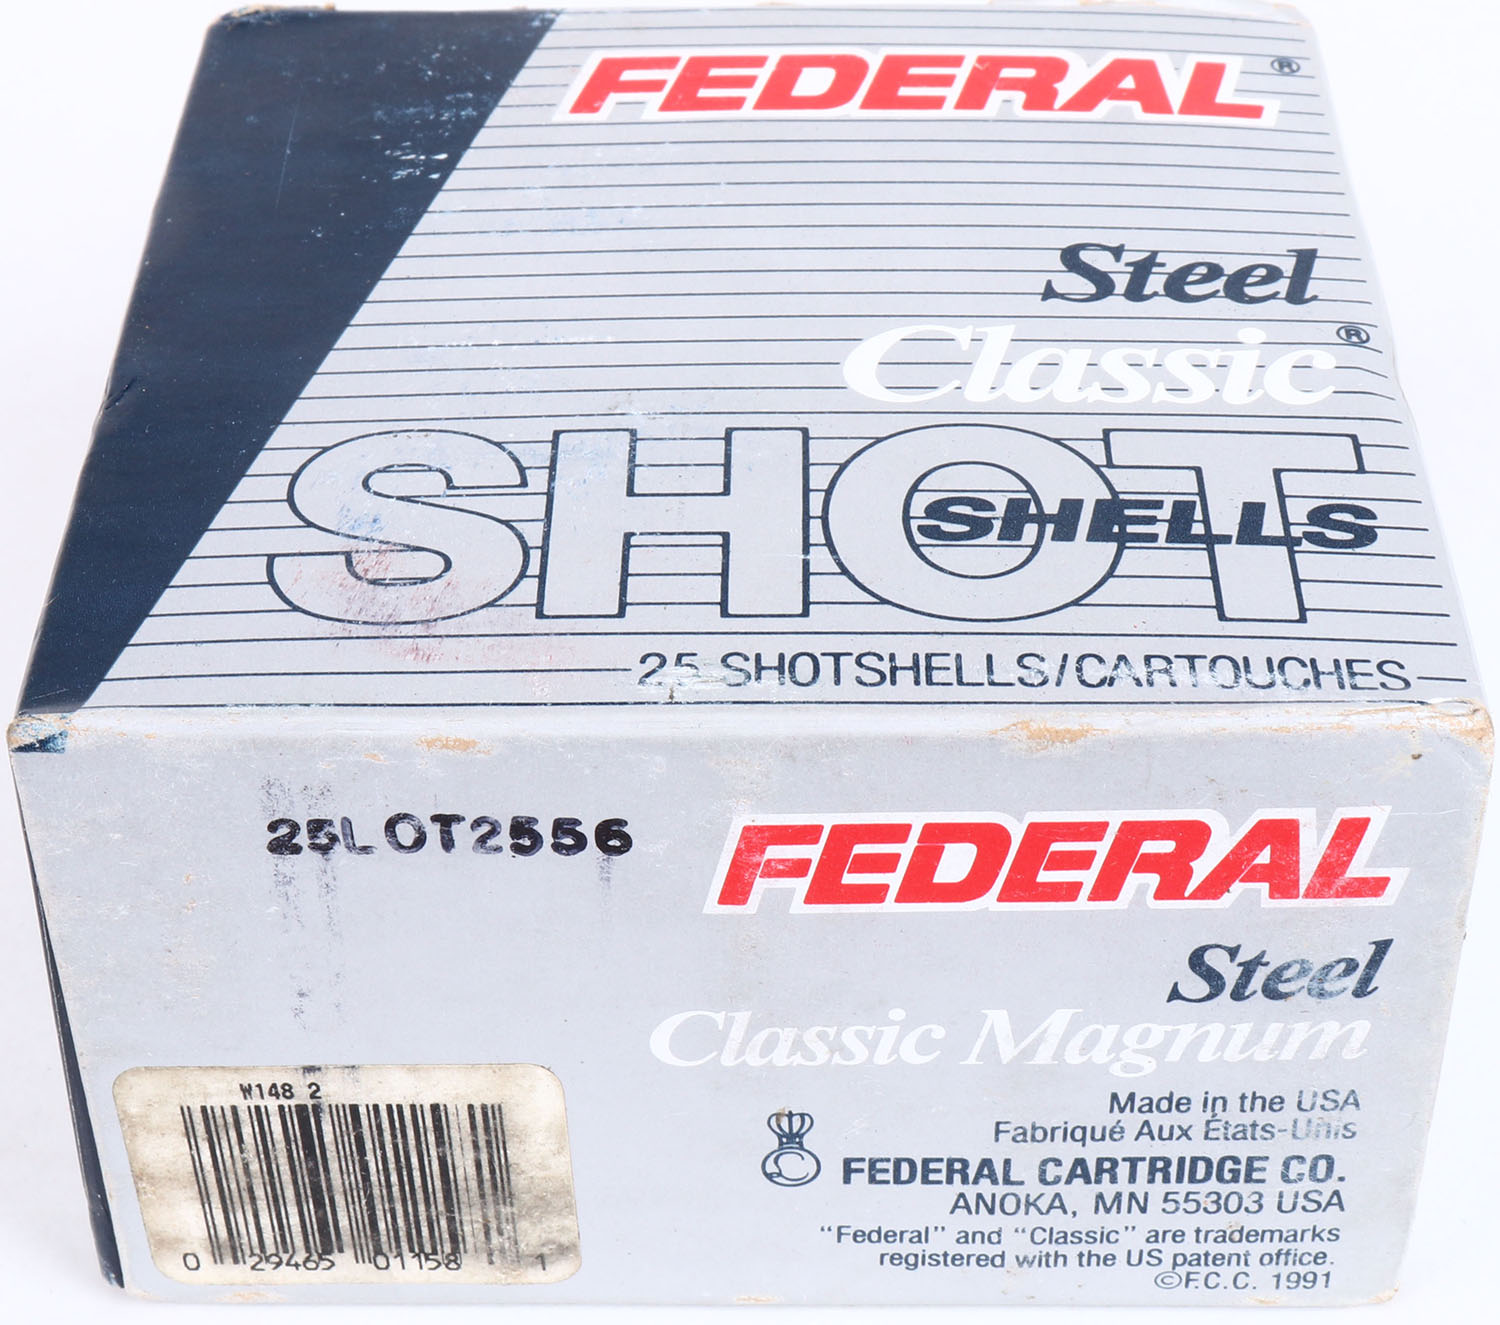 FEDERAL®
Steel
Classic®
SHOT
SHELLS
25 SHOTSHELLS/CARTOUCHES
25LOT2556
FEDERAL
Steel
Classic Magnum
Made in the USA
Fabriqué Aux États-Unis
FEDERAL CARTRIDGE CO.
ANOKA, MN 55303 USA
"Federal" and "Classic" are trademarks
registered with the US patent office.
©F.C.C. 1991
W148 2
0 29465 01158 1